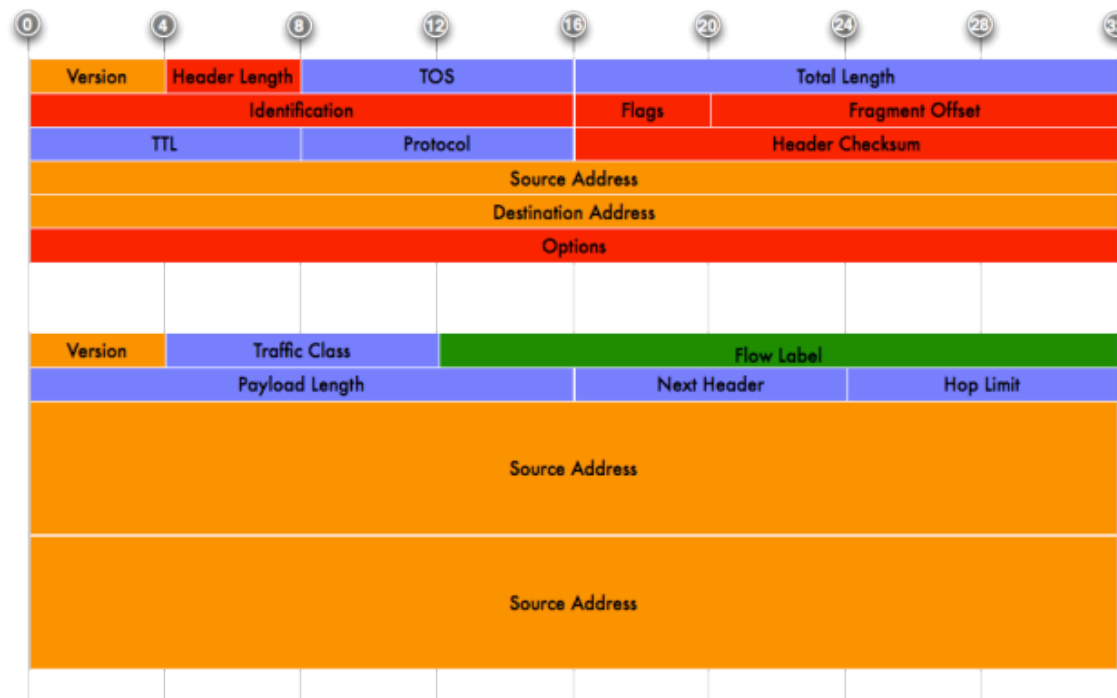 0 4 8 12 16 20 24 28
Version Header Length TOS Total Length
Identification Flags Fragment Offset
TTL Protocol Header Checksum
Source Address
Destination Address
Options
Version Traffic Class Flow Label
Payload Length Next Header Hop Limit
Source Address
Source Address